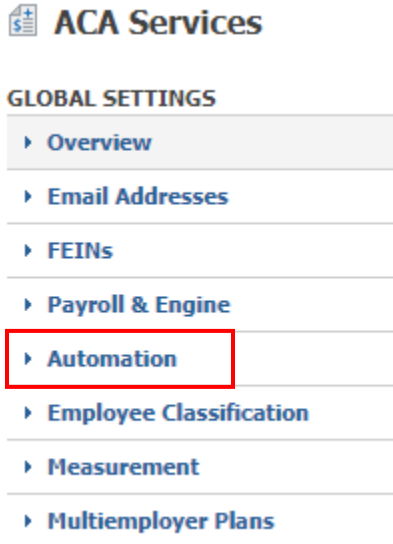 ACA Services
GLOBAL SETTINGS
Overview
Email Addresses
FEINs
Payroll & Engine
Automation
Employee Classification
Measurement
Multiemployer Plans